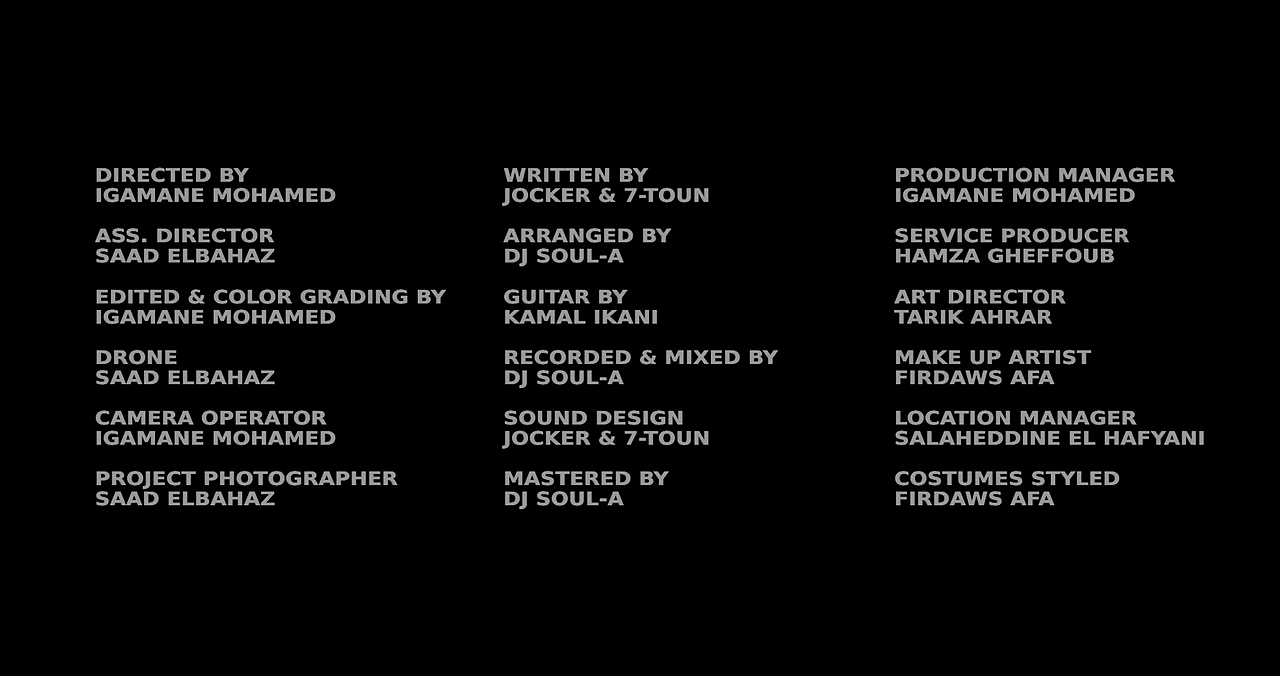 DIRECTED BY
IGAMANE MOHAMED
ASS. DIRECTOR
SAAD ELBAHAZ
EDITED & COLOR GRADING BY
IGAMANE MOHAMED
DRONE
SAAD ELBAHAZ
CAMERA OPERATOR
IGAMANE MOHAMED
PROJECT PHOTOGRAPHER
SAAD ELBAHAZ
WRITTEN BY
JOCKER & 7-TOUN
ARRANGED BY
DJ SOUL-A
GUITAR BY
KAMAL IKANI
RECORDED & MIXED BY
DJ SOUL-A
SOUND DESIGN
JOCKER & 7-TOUN
MASTERED BY
DJ SOUL-A
PRODUCTION MANAGER
IGAMANE MOHAMED
SERVICE PRODUCER
HAMZA GHEFFOUB
ART DIRECTOR
TARIK AHRAR
MAKE UP ARTIST
FIRDAWS AFA
LOCATION MANAGER
SALAHEDDINE EL HAFYANI
COSTUMES STYLED
FIRDAWS AFA